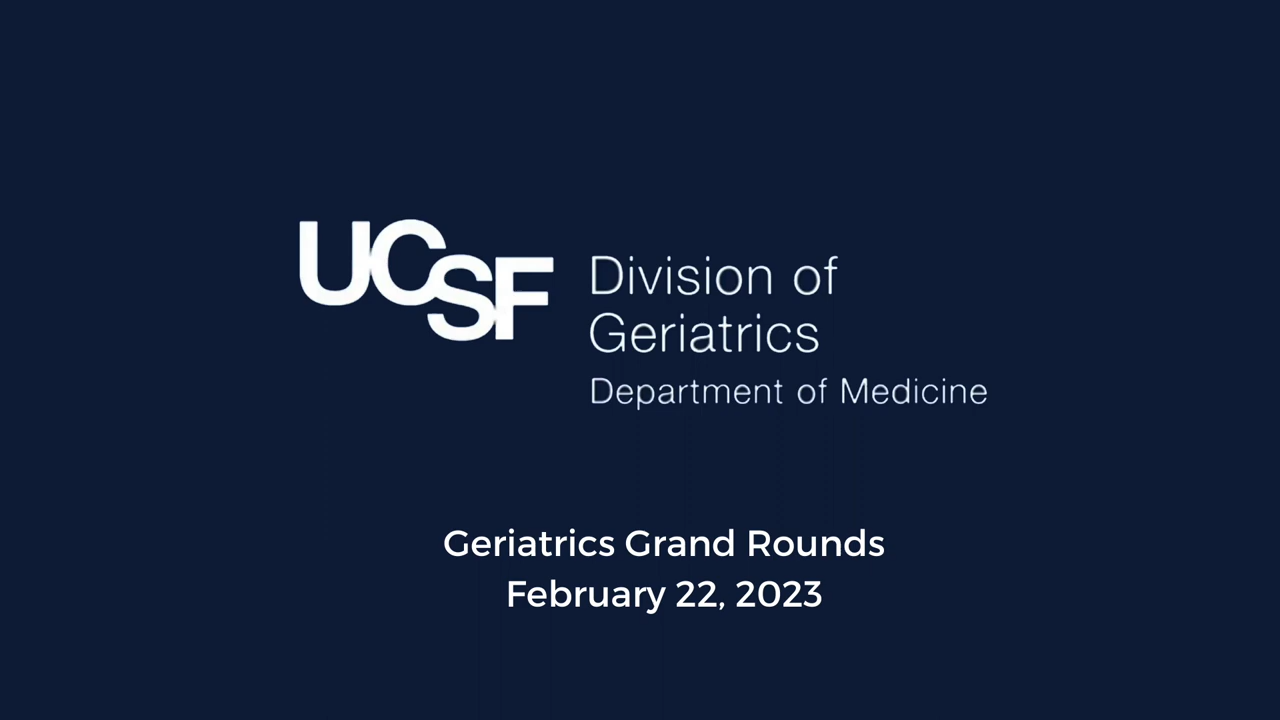 UCSF
Division of
Geriatrics
Department of Medicine
Geriatrics Grand Rounds
February 22, 2023